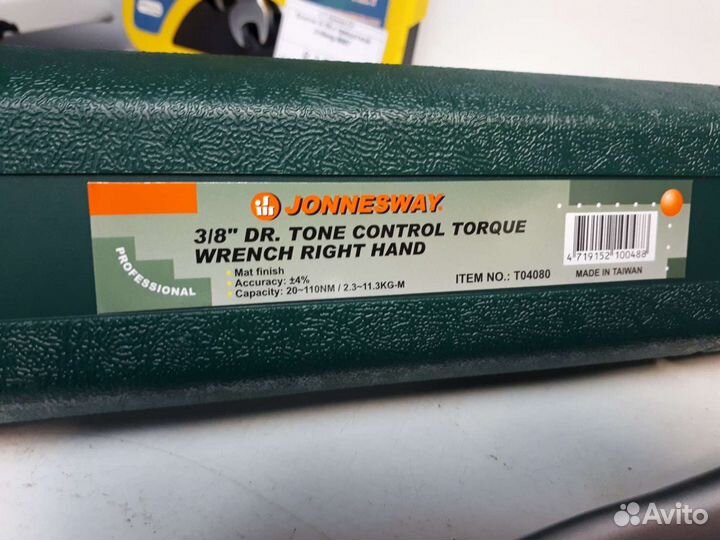 JONNESWAY
3/8" DR. TONE CONTROL TORQUE
WRENCH RIGHT HAND
• Mat finish
• Accuracy: ±4%
• Capacity: 20~110NM / 2.3~11.3KG-M
ITEM NO.: T04080
4 719152 100488
MADE IN TAIWAN
PROFESSIONAL
Avito